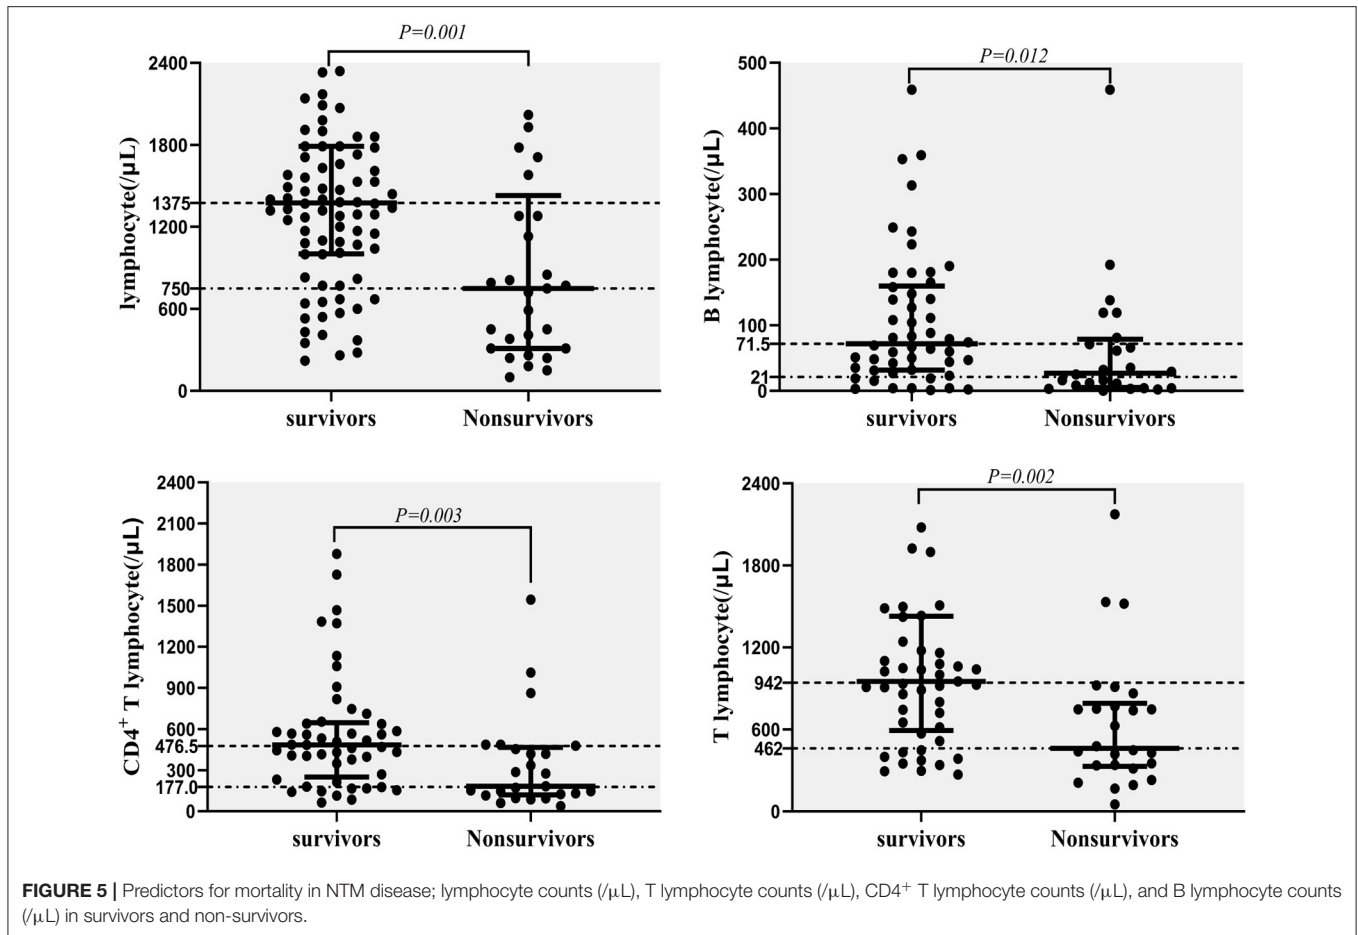 P=0.001
2400
1800
1375
1200
750
600
0
lymphocyte(/μL)
survivors
Nonsurvivors
P=0.012
500
400
300
200
100
71.5
21
0
B lymphocyte(/μL)
survivors
Nonsurvivors
P=0.003
2400
2100
1800
1500
1200
900
600
476.5
300
177.0
0
CD4+ T lymphocyte(/μL)
survivors
Nonsurvivors
P=0.002
2400
1800
1200
942
600
462
0
T lymphocyte(/μL)
survivors
Nonsurvivors
FIGURE 5 | Predictors for mortality in NTM disease; lymphocyte counts (/μL), T lymphocyte counts (/μL), CD4+ T lymphocyte counts (/μL), and B lymphocyte counts
(/μL) in survivors and non-survivors.